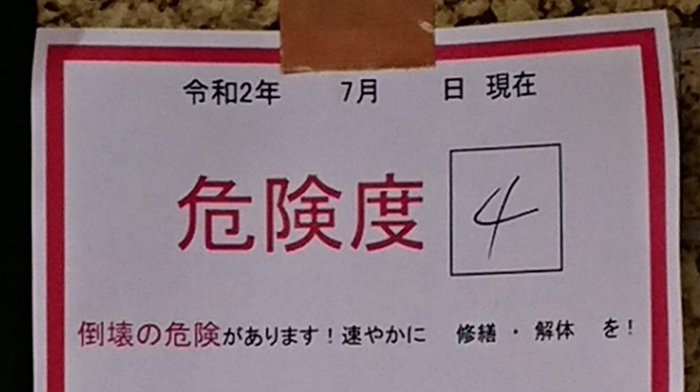 令和2年 7月 日 現在
危険度 4
倒壊の危険があります!速やかに 修繕 ・ 解体 を!